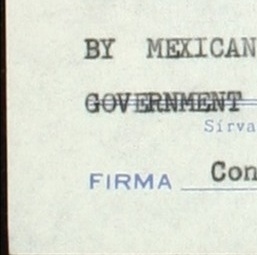 BY MEXICAN
GOVERNMENT
Sírva
FIRMA Con